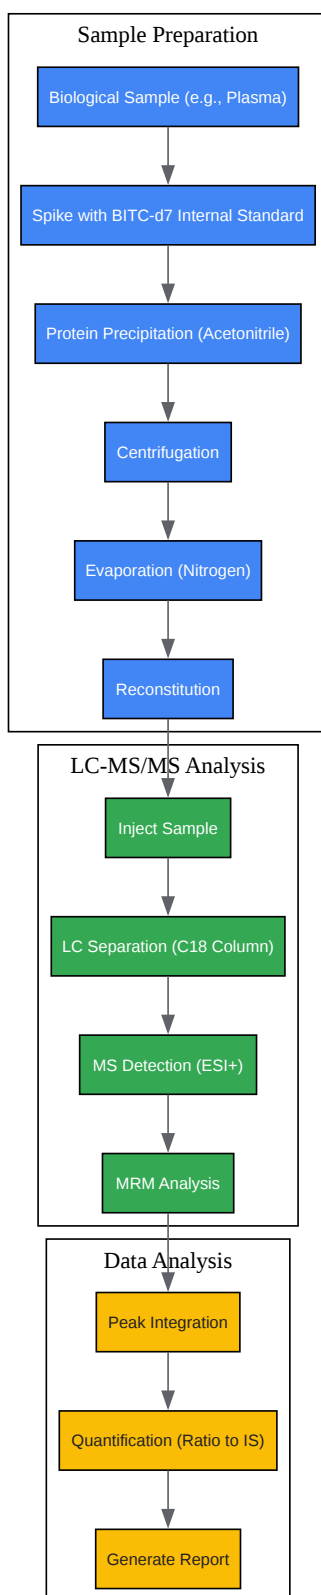 Sample Preparation
Biological Sample (e.g., Plasma)
Spike with BITC-d7 Internal Standard
Protein Precipitation (Acetonitrile)
Centrifugation
Evaporation (Nitrogen)
Reconstitution
LC-MS/MS Analysis
Inject Sample
LC Separation (C18 Column)
MS Detection (ESI+)
MRM Analysis
Data Analysis
Peak Integration
Quantification (Ratio to IS)
Generate Report